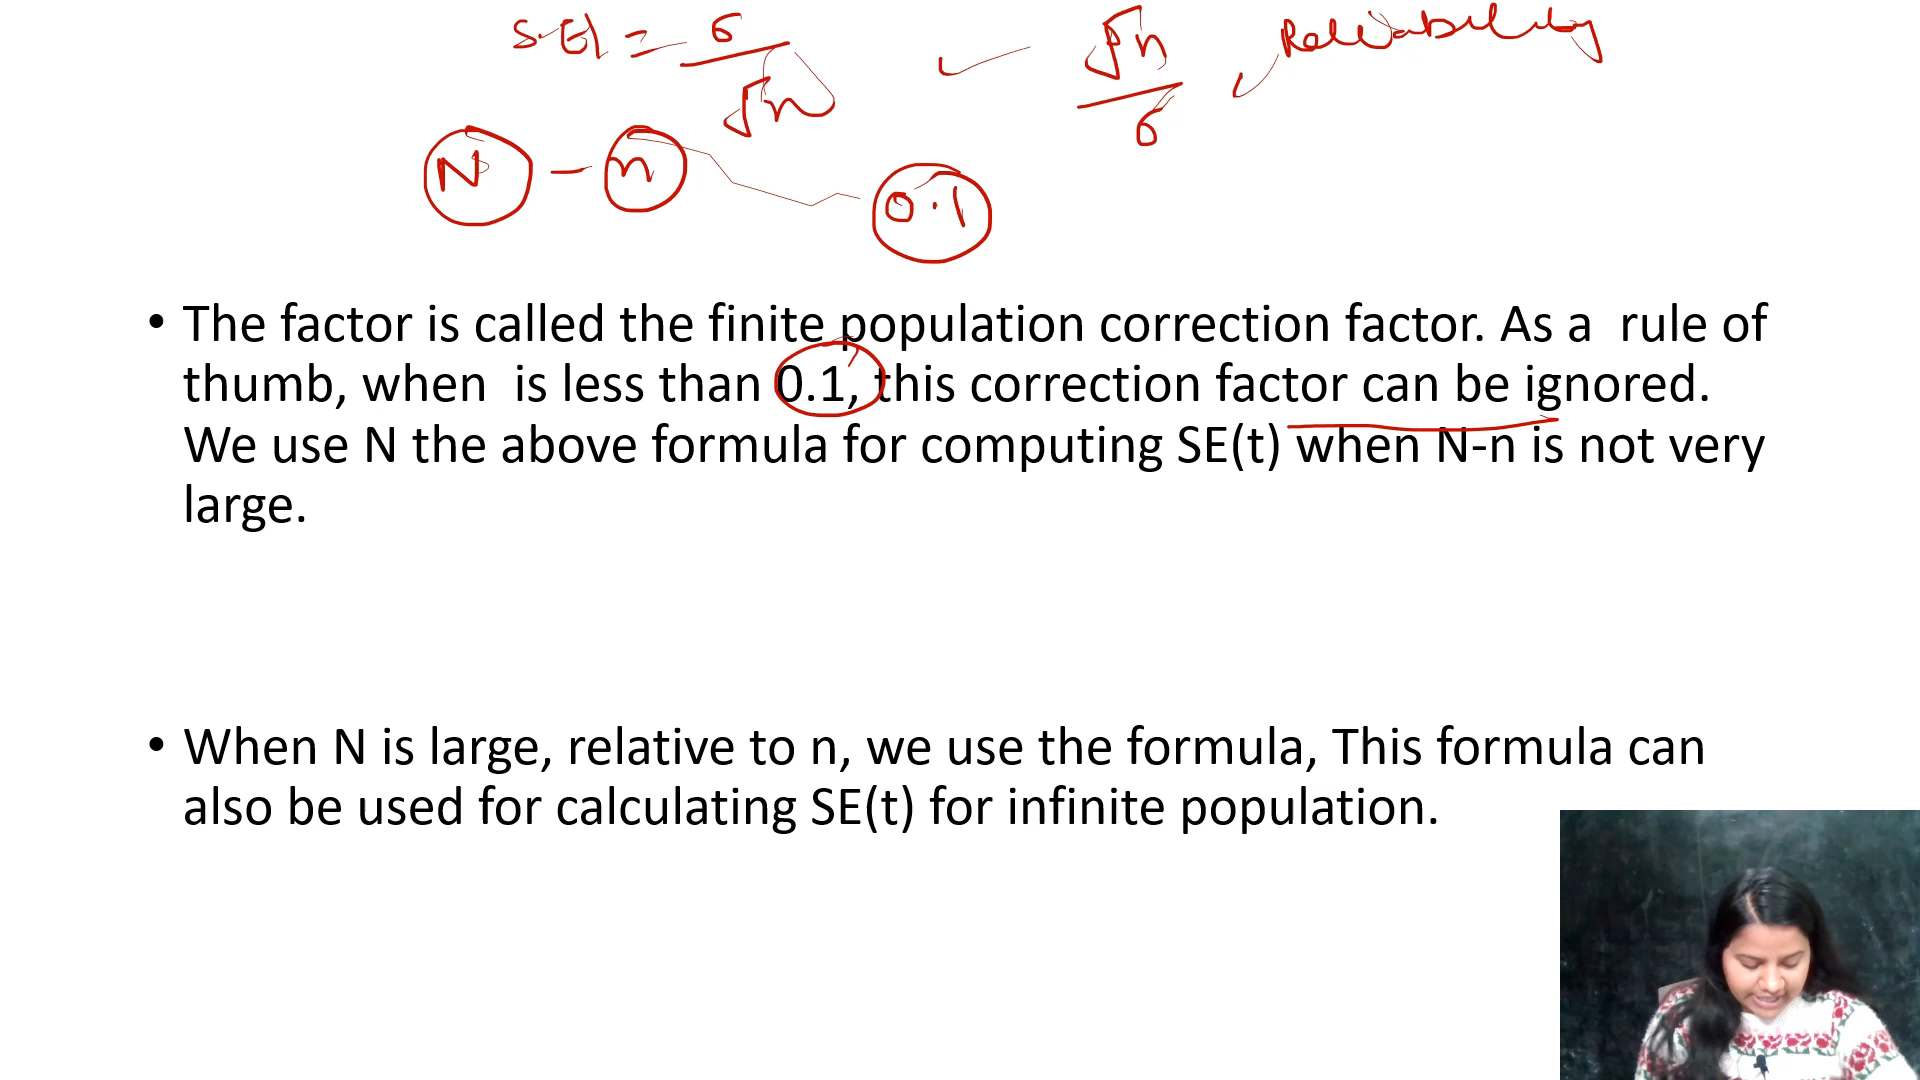 S.E = σ/√n √n/σ Reliability
N - n 0.1
• The factor is called the finite population correction factor. As a rule of
thumb, when is less than 0.1, this correction factor can be ignored.
We use N the above formula for computing SE(t) when N-n is not very
large.
• When N is large, relative to n, we use the formula, This formula can
also be used for calculating SE(t) for infinite population.